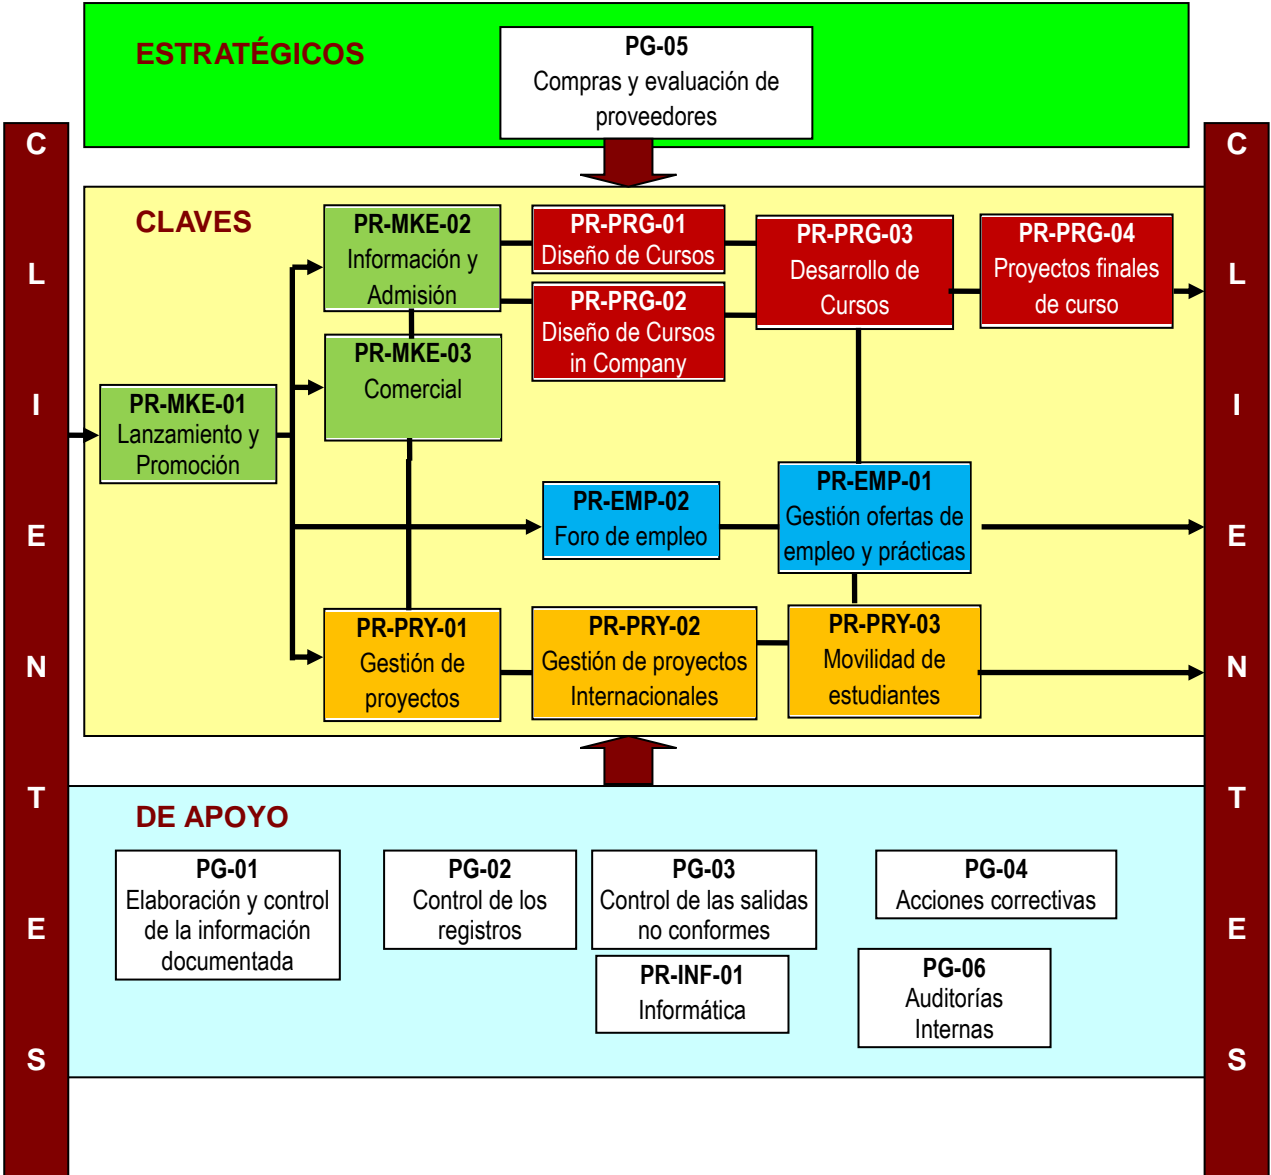 ESTRATÉGICOS
PG-05
Compras y evaluación de
proveedores
C
L
I
E
N
T
E
S
CLAVES
PR-MKE-01
Lanzamiento y
Promoción
PR-MKE-02
Información y
Admisión
PR-MKE-03
Comercial
PR-PRG-01
Diseño de Cursos
PR-PRG-02
Diseño de Cursos
in Company
PR-PRG-03
Desarrollo de
Cursos
PR-PRG-04
Proyectos finales
de curso
PR-EMP-02
Foro de empleo
PR-EMP-01
Gestión ofertas de
empleo y prácticas
PR-PRY-01
Gestión de
proyectos
PR-PRY-02
Gestión de proyectos
Internacionales
PR-PRY-03
Movilidad de
estudiantes
DE APOYO
PG-01
Elaboración y control
de la información
documentada
PG-02
Control de los
registros
PG-03
Control de las salidas
no conformes
PR-INF-01
Informática
PG-04
Acciones correctivas
PG-06
Auditorías
Internas
C
L
I
E
N
T
E
S